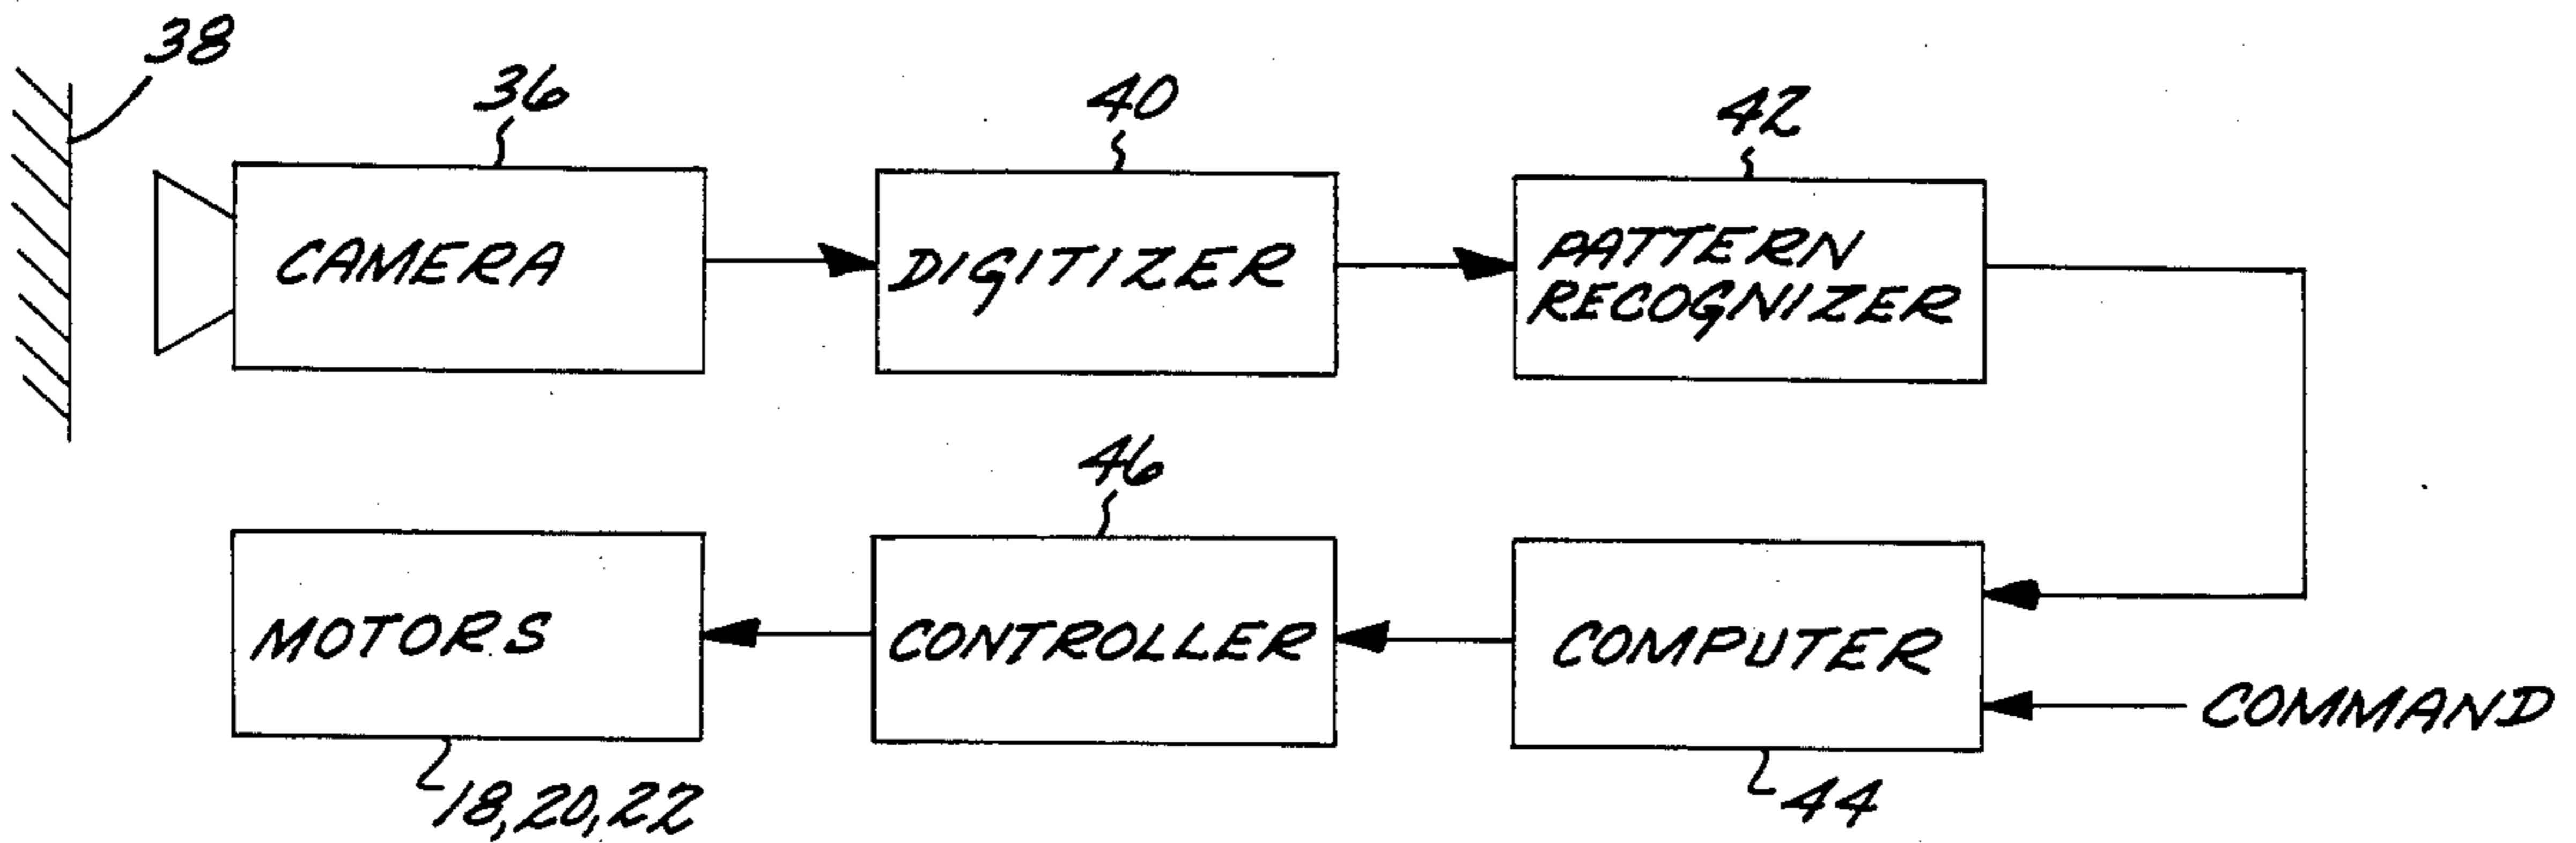 38
36
40
42
CAMERA
DIGITIZER
PATTERN
RECOGNIZER
46
MOTORS
CONTROLLER
COMPUTER
COMMAND
18,20,22
44